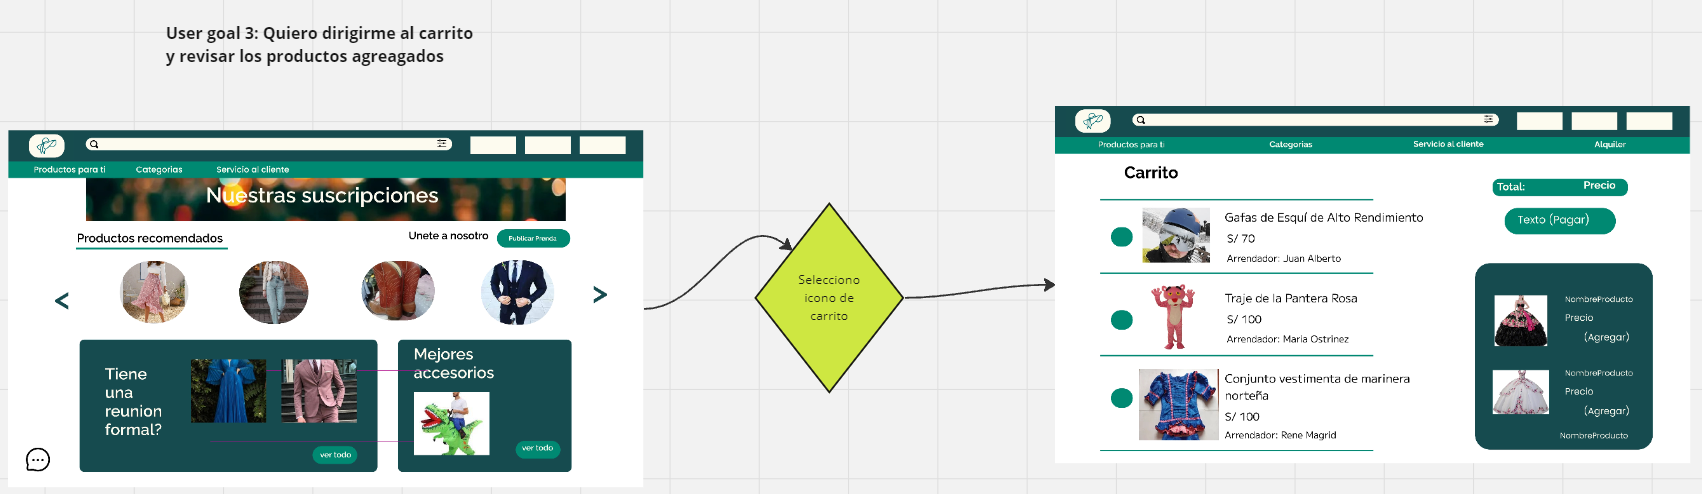 User goal 3: Quiero dirigirme al carrito
y revisar los productos agreagados
Productos para ti
Categorias
Servicio al cliente
Nuestras suscripciones
Productos recomendados
Unete a nosotro
Publicar Prenda
<
>
Tiene
una
reunion
formal?
ver todo
Mejores
accesorios
ver todo
Selecciono
icono de
carrito
Productos para ti
Categorias
Servicio al cliente
Alquiler
Carrito
Gafas de Esquí de Alto Rendimiento
S/ 70
Arrendador: Juan Alberto
Traje de la Pantera Rosa
S/ 100
Arrendador: Maria Ostrinez
Conjunto vestimenta de marinera
norteña
S/ 100
Arrendador: Rene Magrid
Total:
Precio
Texto (Pagar)
NombreProducto
Precio
(Agregar)
NombreProducto
Precio
(Agregar)
NombreProducto